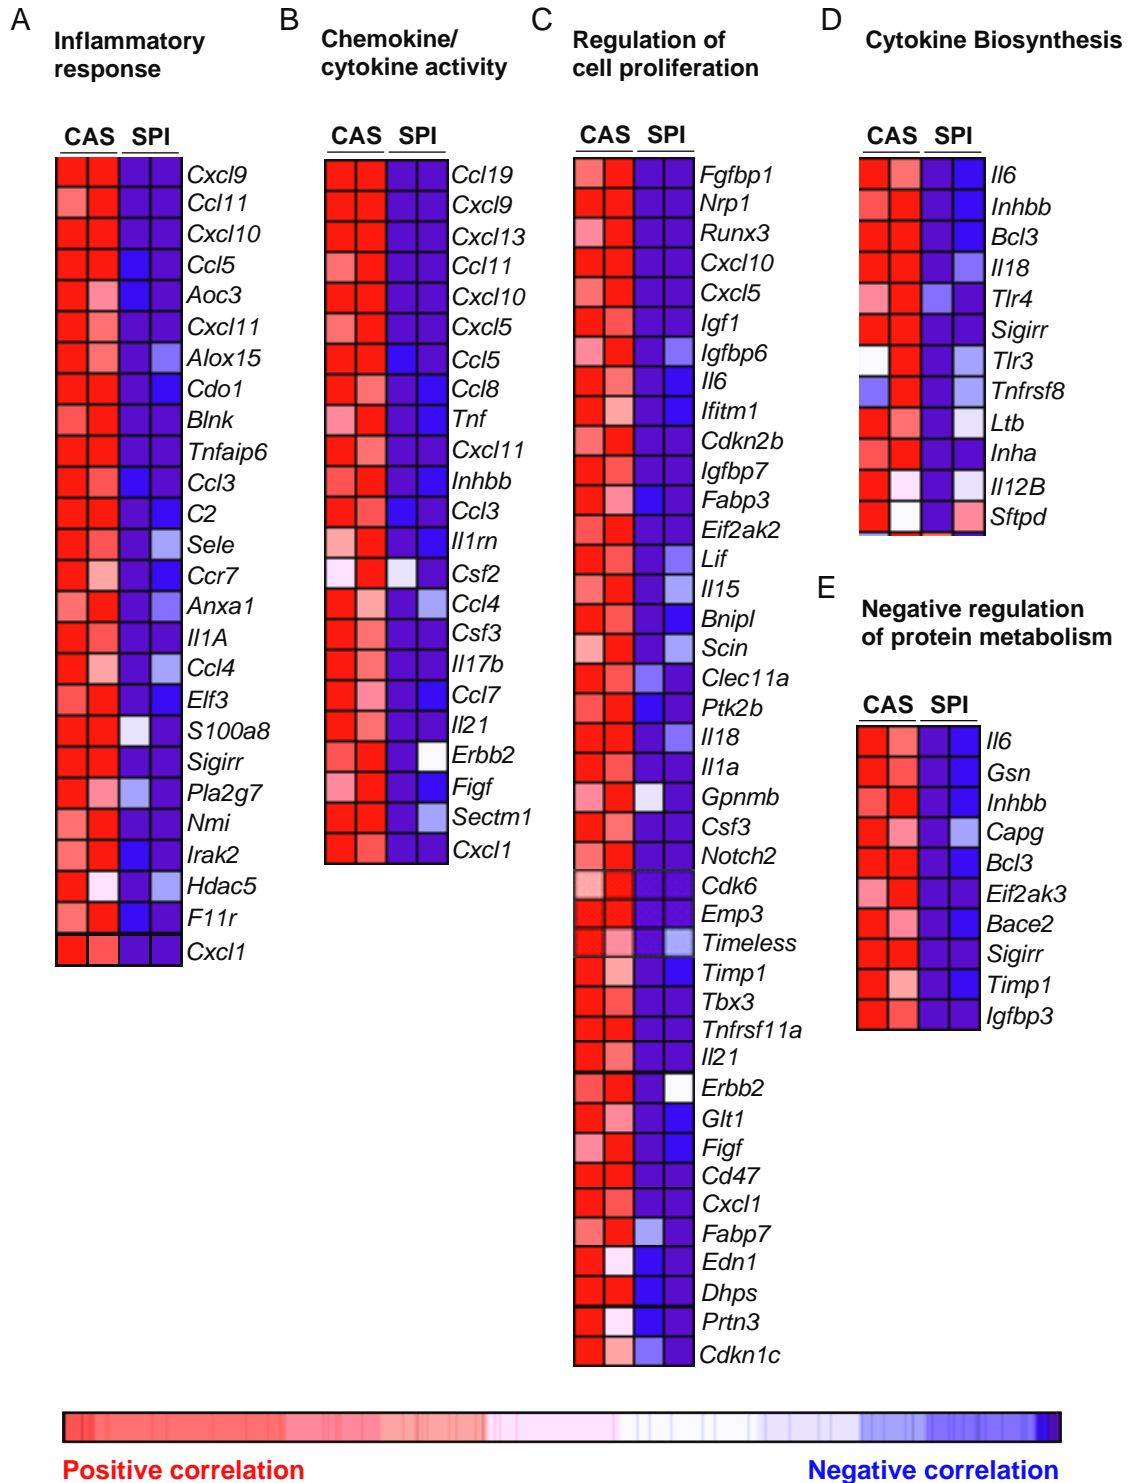 A
Inflammatory
response
CAS SPI
Cxcl9
Ccl11
Cxcl10
Ccl5
Aoc3
Cxcl11
Alox15
Cdo1
Blnk
Tnfaip6
Ccl3
C2
Sele
Ccr7
Anxa1
Il1A
Ccl4
Elf3
S100a8
Sigirr
Pla2g7
Nmi
Irak2
Hdac5
F11r
Cxcl1
B
Chemokine/
cytokine activity
CAS SPI
Ccl19
Cxcl9
Cxcl13
Ccl11
Cxcl10
Cxcl5
Ccl5
Ccl8
Tnf
Cxcl11
Inhbb
Ccl3
Il1rn
Csf2
Ccl4
Csf3
Il17b
Ccl7
Il21
Erbb2
Figf
Sectm1
Cxcl1
C
Regulation of
cell proliferation
CAS SPI
Fgfbp1
Nrp1
Runx3
Cxcl10
Cxcl5
Igf1
Igfbp6
Il6
Ifitm1
Cdkn2b
Igfbp7
Fabp3
Eif2ak2
Lif
Il15
Bnipl
Scin
Clec11a
Ptk2b
Il18
Il1a
Gpnmb
Csf3
Notch2
Cdk6
Emp3
Timeless
Timp1
Tbx3
Tnfrsf11a
Il21
Erbb2
Glt1
Figf
Cd47
Cxcl1
Fabp7
Edn1
Dhps
Prtn3
Cdkn1c
D
Cytokine Biosynthesis
CAS SPI
Il6
Inhbb
Bcl3
Il18
Tlr4
Sigirr
Tlr3
Tnfrsf8
Ltb
Inha
Il12B
Sftpd
E
Negative regulation
of protein metabolism
CAS SPI
Il6
Gsn
Inhbb
Capg
Bcl3
Eif2ak3
Bace2
Sigirr
Timp1
Igfbp3
Positive correlation
Negative correlation